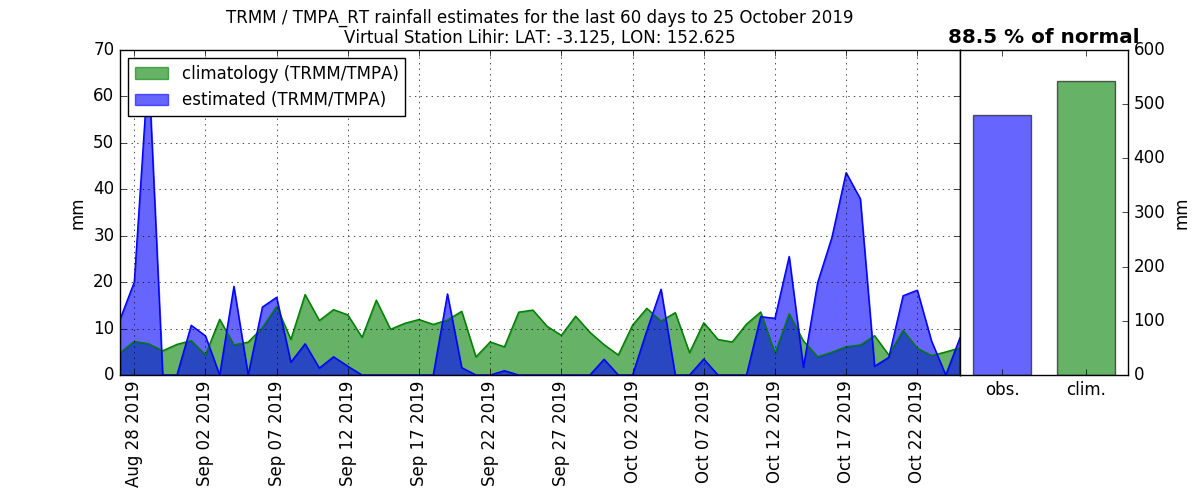 TRMM / TMPA_RT rainfall estimates for the last 60 days to 25 October 2019
Virtual Station Lihir: LAT: -3.125, LON: 152.625
88.5 % of normal
climatology (TRMM/TMPA)
estimated (TRMM/TMPA)
mm
70
60
50
40
30
20
10
0
Aug 28 2019
Sep 02 2019
Sep 07 2019
Sep 12 2019
Sep 17 2019
Sep 22 2019
Sep 27 2019
Oct 02 2019
Oct 07 2019
Oct 12 2019
Oct 17 2019
Oct 22 2019
obs.
clim.
600
500
400
300
200
100
0
mm